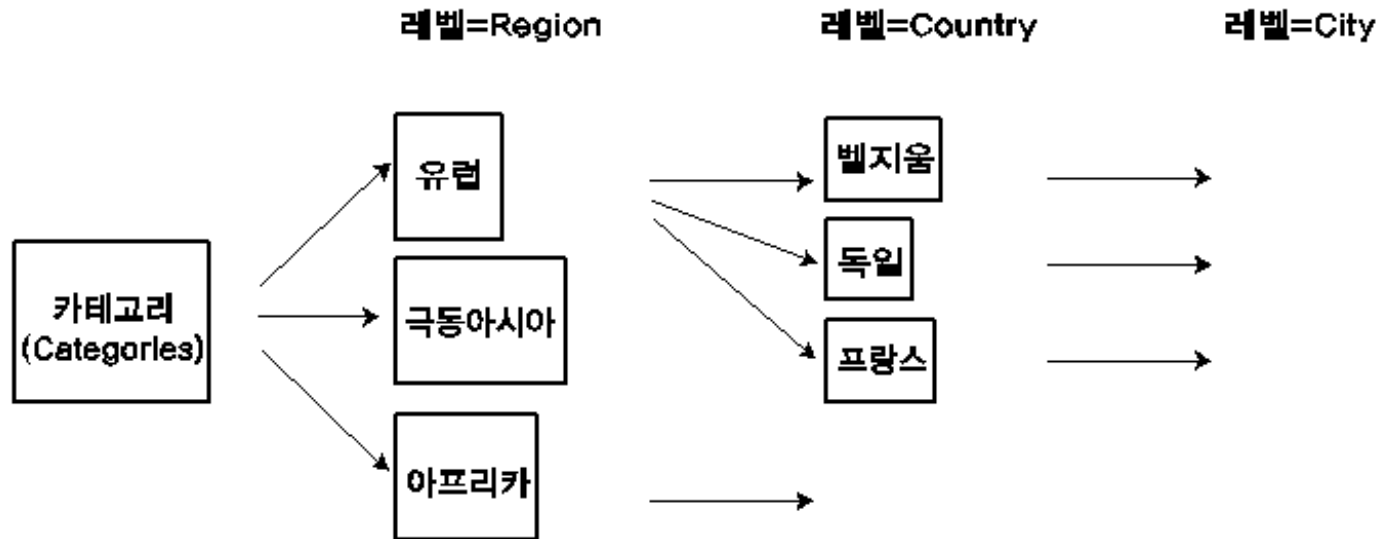 레벨=Region 레벨=Country 레벨=City
유럽
벨지움
독일
카테고리
(Categories)
극동아시아
프랑스
아프리카